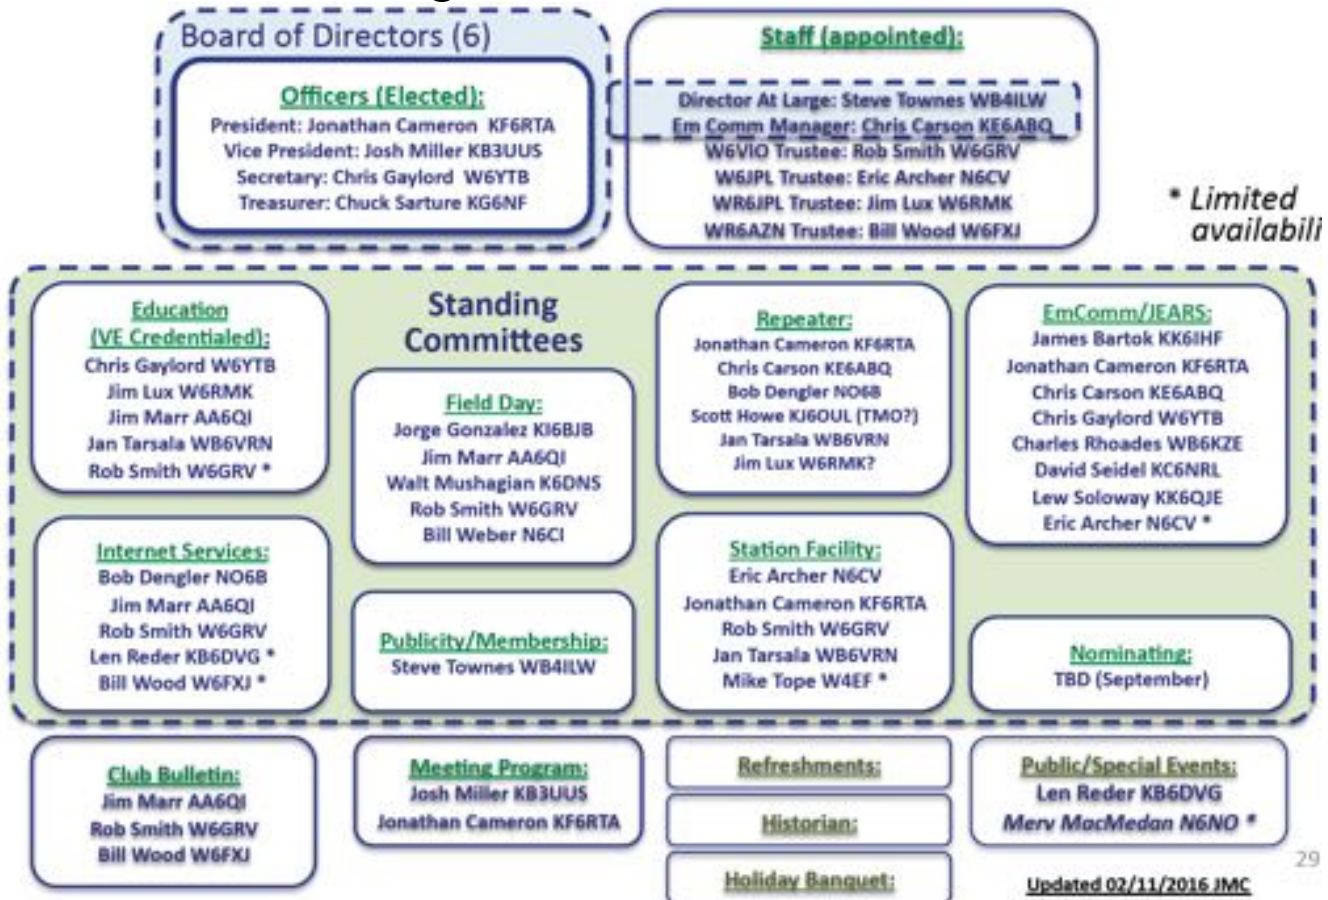 Board of Directors (6)
Officers (Elected):
President: Jonathan Cameron KF6RTA
Vice President: Josh Miller KB3UUS
Secretary: Chris Gaylord W6YTB
Treasurer: Chuck Sarture KG6NF
Staff (appointed):
Director At Large: Steve Townes WB4ILW
Em Comm Manager: Chris Carson KE6ABQ
W6VIO Trustee: Rob Smith W6GRV
W6JPL Trustee: Eric Archer N6CV
WR6JPL Trustee: Jim Lux W6RMK
WR6AZN Trustee: Bill Wood W6FXJ
* Limited
availabili
Standing
Committees
Education
(VE Credentialed):
Chris Gaylord W6YTB
Jim Lux W6RMK
Jim Marr AA6QI
Jan Tarsala WB6VRN
Rob Smith W6GRV *
Field Day:
Jorge Gonzalez KI6BJB
Jim Marr AA6QI
Walt Mushagian K6DNS
Rob Smith W6GRV
Bill Weber N6CI
Repeater:
Jonathan Cameron KF6RTA
Chris Carson KE6ABQ
Bob Dengler NO6B
Scott Howe KJ6OUL (TMO?)
Jan Tarsala WB6VRN
Jim Lux W6RMK?
EmComm/JEARS:
James Bartok KK6IHF
Jonathan Cameron KF6RTA
Chris Carson KE6ABQ
Chris Gaylord W6YTB
Charles Rhoades WB6KZE
David Seidel KC6NRL
Lew Soloway KK6QJE
Eric Archer N6CV *
Internet Services:
Bob Dengler NO6B
Jim Marr AA6QI
Rob Smith W6GRV
Len Reder KB6DVG *
Bill Wood W6FXJ *
Publicity/Membership:
Steve Townes WB4ILW
Station Facility:
Eric Archer N6CV
Jonathan Cameron KF6RTA
Rob Smith W6GRV
Jan Tarsala WB6VRN
Mike Tope W4EF *
Nominating:
TBD (September)
Club Bulletin:
Jim Marr AA6QI
Rob Smith W6GRV
Bill Wood W6FXJ
Meeting Program:
Josh Miller KB3UUS
Jonathan Cameron KF6RTA
Refreshments:
Historian:
Holiday Banquet:
Public/Special Events:
Len Reder KB6DVG
Merv MacMedan N6NO *
29
Updated 02/11/2016 JMC